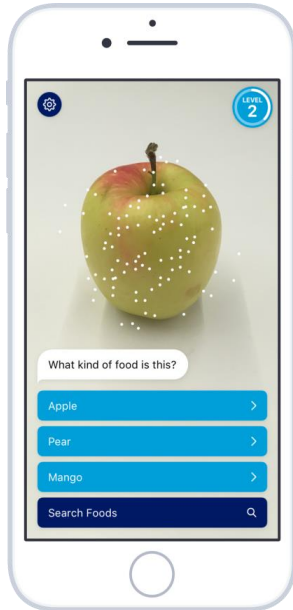 LEVEL
2
What kind of food is this?
Apple
Pear
Mango
Search Foods